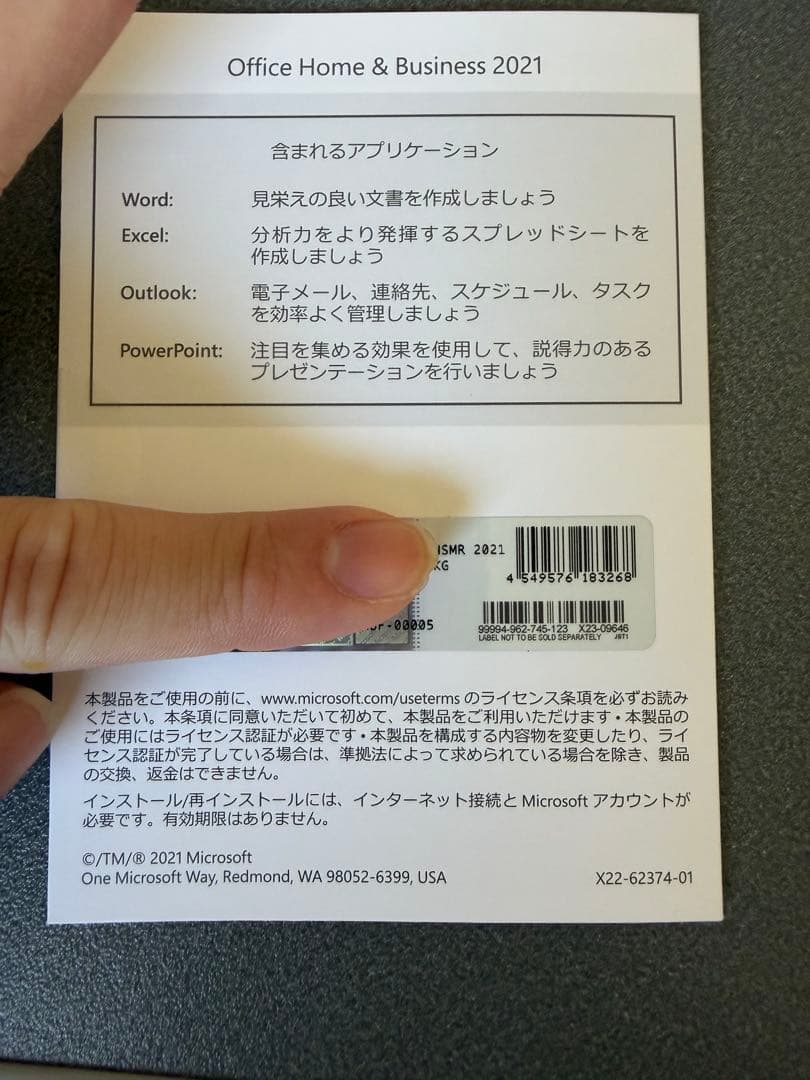 Office Home & Business 2021
含まれるアプリケーション
Word: 見栄えの良い文書を作成しましょう
Excel: 分析力をより発揮するスプレッドシートを
作成しましょう
Outlook: 電子メール、連絡先、スケジュール、タスク
を効率よく管理しましょう
PowerPoint: 注目を集める効果を使用して、説得力のある
プレゼンテーションを行いましょう
2021
KG
4 549576 183268
-00005
99994-962-745-123 X23-09646
LABEL NOT TO BE SOLD SEPARATELY
本製品をご使用の前に、www.microsoft.com/useterms のライセンス条項を必ずお読み
ください。本条項に同意いただいて初めて、本製品をご利用いただけます・本製品の
ご使用にはライセンス認証が必要です・本製品を構成する内容物を変更したり、ライ
センス認証が完了している場合は、準拠法によって求められている場合を除き、製品
の交換、返金はできません。
インストール/再インストールには、インターネット接続と Microsoft アカウントが
必要です。有効期限はありません。
©/TM/® 2021 Microsoft
One Microsoft Way, Redmond, WA 98052-6399, USA
X22-62374-01